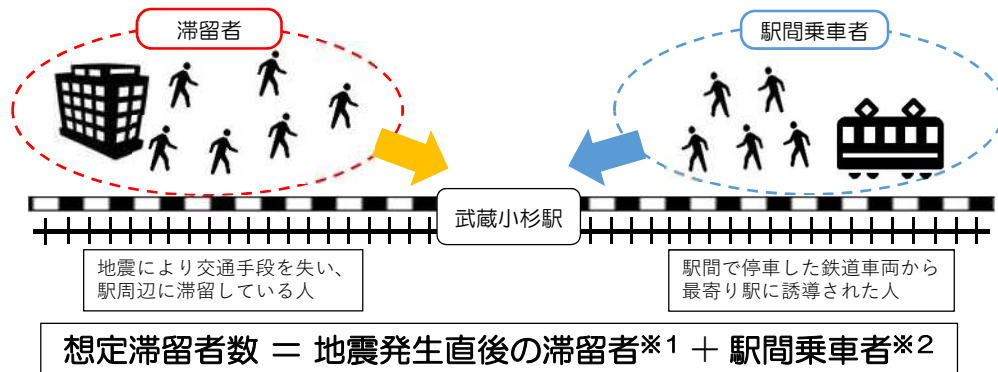 滞留者
駅間乗車者
武蔵小杉駅
地震により交通手段を失い、
駅周辺に滞留している人
駅間で停車した鉄道車両から
最寄り駅に誘導された人
想定滞留者数 ＝ 地震発生直後の滞留者※1 ＋ 駅間乗車者※2